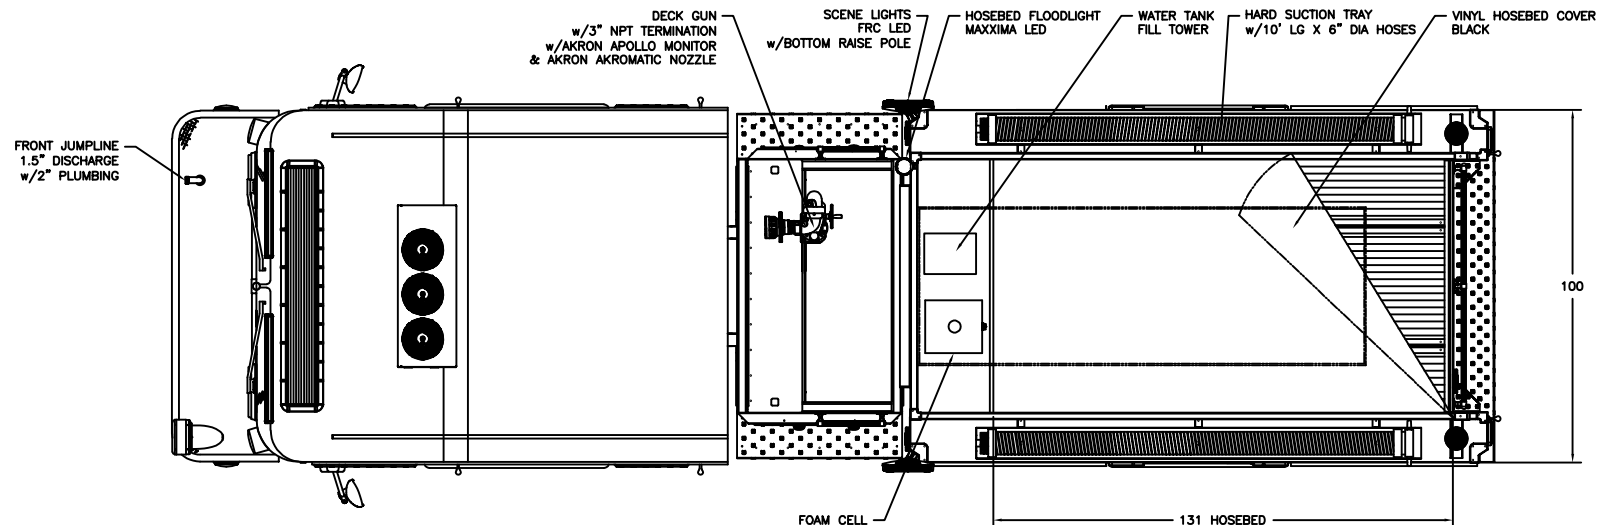 DECK GUN
w/3" NPT TERMINATION
w/AKRON APOLLO MONITOR
& AKRON AKROMATIC NOZZLE
SCENE LIGHTS
FRC LED
w/BOTTOM RAISE POLE
HOSEBED FLOODLIGHT
MAXXIMA LED
WATER TANK
FILL TOWER
HARD SUCTION TRAY
w/10' LG X 6" DIA HOSES
VINYL HOSEBED COVER
BLACK
FRONT JUMPLINE
1.5" DISCHARGE
w/2" PLUMBING
100
FOAM CELL
131 HOSEBED